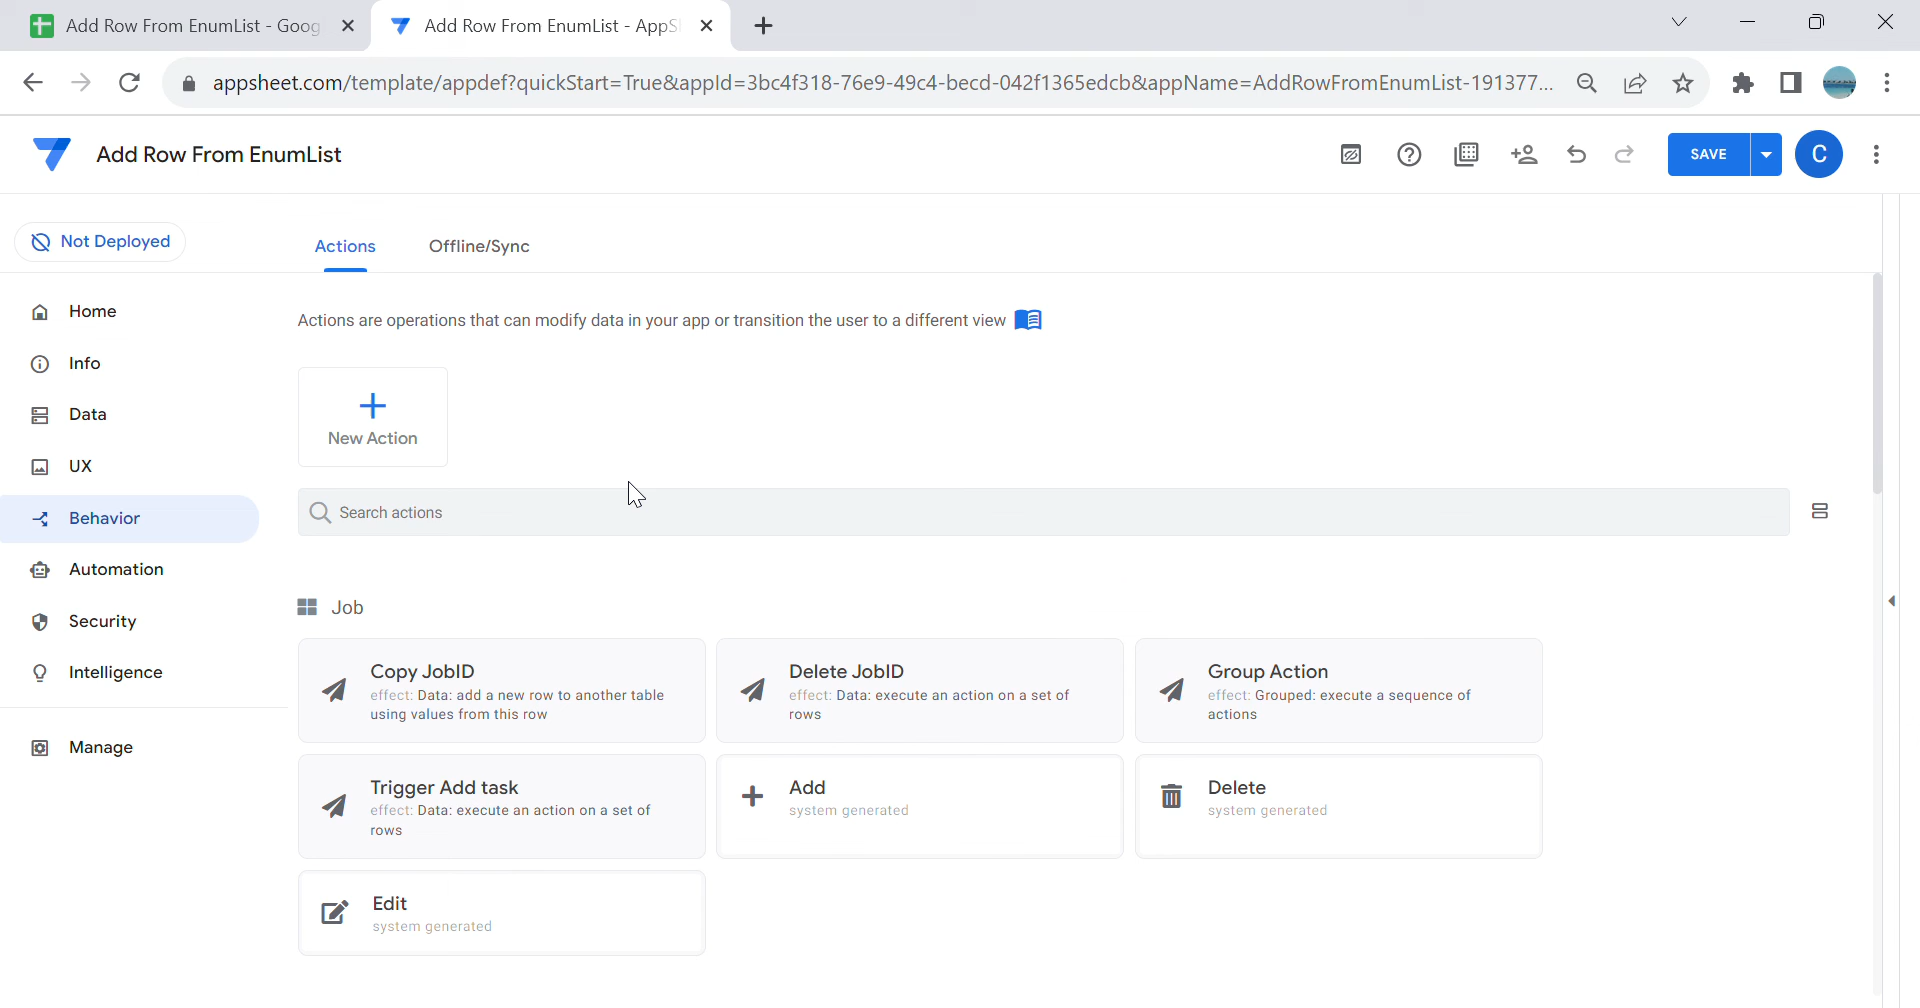 Add Row From EnumList - Goog
Add Row From EnumList - AppS
appsheet.com/template/appdef?quickStart=True&appId=3bc4f318-76e9-49c4-becd-042f1365edcb&appName=AddRowFromEnumList-191377...
Add Row From EnumList
SAVE
C
Not Deployed
Actions
Offline/Sync
Home
Info
Data
UX
Behavior
Automation
Security
Intelligence
Manage
Actions are operations that can modify data in your app or transition the user to a different view
New Action
Search actions
Job
Copy JobID
effect: Data: add a new row to another table
using values from this row
Delete JobID
effect: Data: execute an action on a set of
rows
Group Action
effect: Grouped: execute a sequence of
actions
Trigger Add task
effect: Data: execute an action on a set of
rows
Add
system generated
Delete
system generated
Edit
system generated